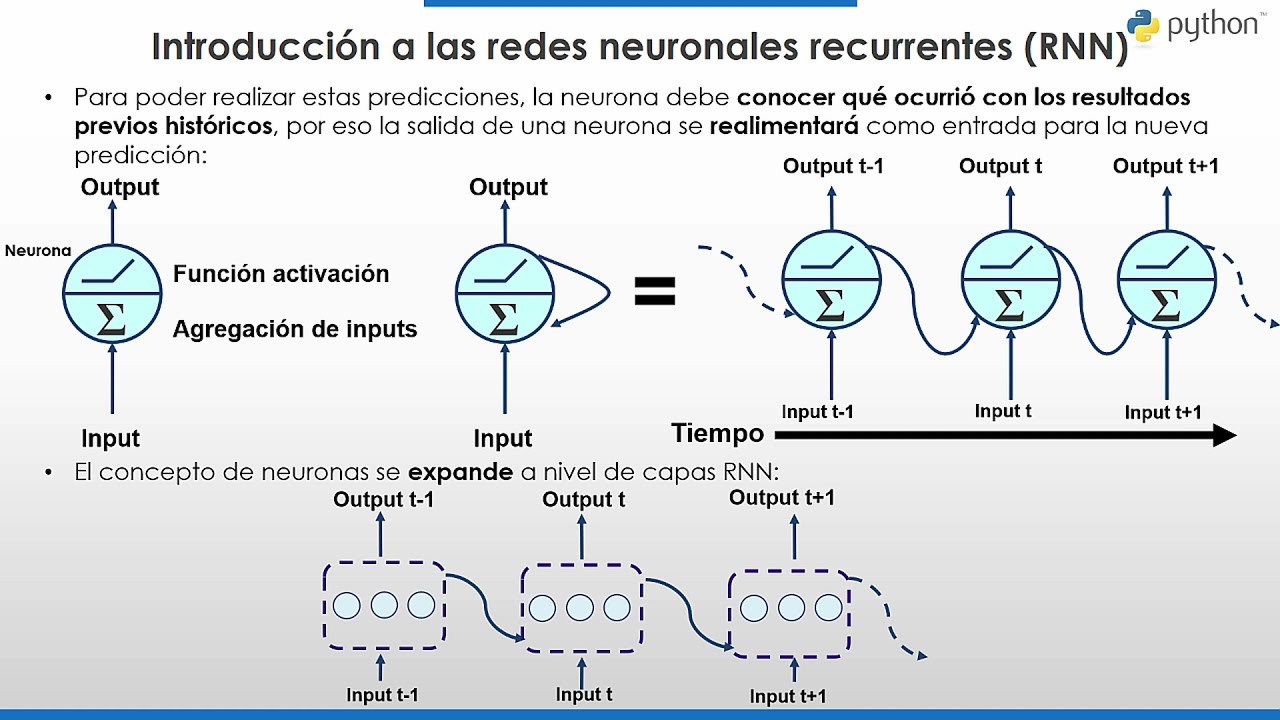 Introducción a las redes neuronales recurrentes (RNN)
python™
• Para poder realizar estas predicciones, la neurona debe conocer qué ocurrió con los resultados
previos históricos, por eso la salida de una neurona se realimentará como entrada para la nueva
predicción:
Output
Output
Output t-1
Output t
Output t+1
Neurona
Función activación
Σ
Agregación de inputs
Σ
=
Σ
Σ
Σ
Input
Input
Input t-1
Input t
Input t+1
Tiempo
• El concepto de neuronas se expande a nivel de capas RNN:
Output t-1
Output t
Output t+1
Input t-1
Input t
Input t+1